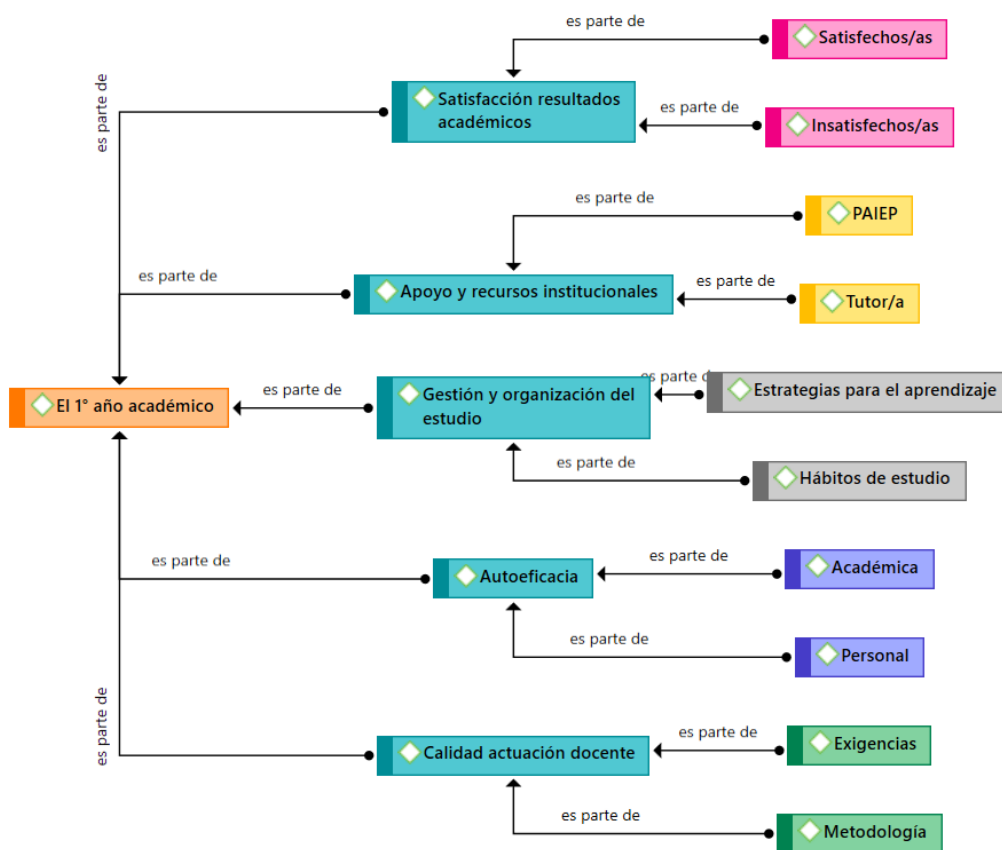 es parte de
Satisfechos/as
es parte de
Satisfacción resultados
académicos
es parte de
Insatisfechos/as
es parte de
PAIEP
es parte de
Apoyo y recursos institucionales
es parte de
Tutor/a
El 1° año académico
es parte de
Gestión y organización del
estudio
es parte de
Estrategias para el aprendizaje
es parte de
Hábitos de estudio
es parte de
Autoeficacia
es parte de
Académica
es parte de
Personal
es parte de
Calidad actuación docente
es parte de
Exigencias
es parte de
Metodología